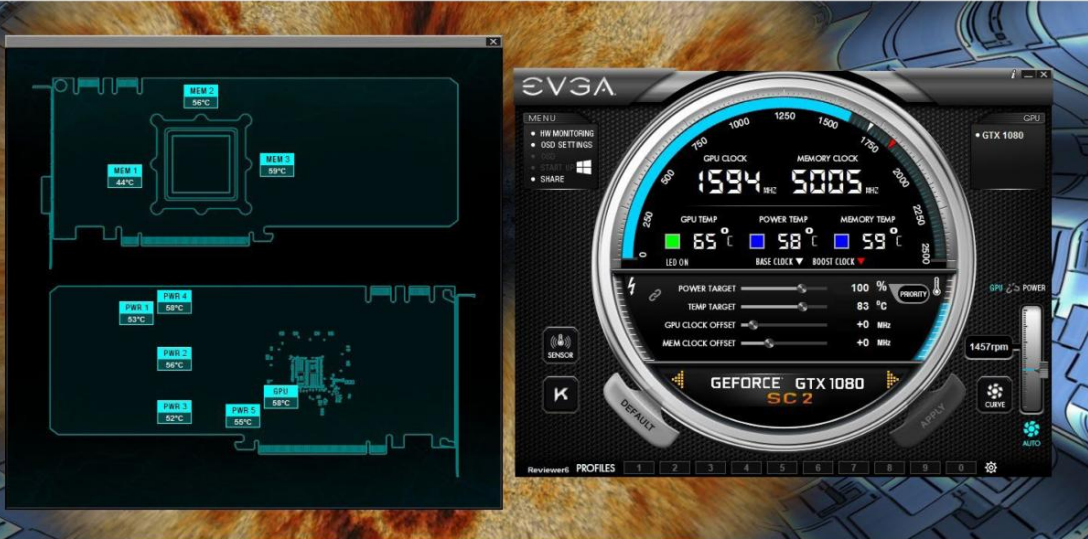 MEM 2
56°C
MEM 1
44°C
MEM 3
59°C
PWR 4
58°C
PWR 1
53°C
PWR 2
56°C
GPU
58°C
PWR 3
52°C
PWR 5
55°C
EVGA
MENU
HW MONITORING
OSD SETTINGS
OSD
START UP
SHARE
GPU
GTX 1080
0
250
500
750
1000
1250
1500
1750
2000
2250
2500
GPU CLOCK
1594 MHZ
MEMORY CLOCK
5005 MHZ
GPU TEMP
65°C
POWER TEMP
58°C
MEMORY TEMP
59°C
LED ON
BASE CLOCK
BOOST CLOCK
POWER TARGET 100 %
TEMP TARGET 83 °C
GPU CLOCK OFFSET +0 MHz
MEM CLOCK OFFSET +0 MHz
PRIORITY
GPU POWER
1457rpm
SENSOR
K
CURVE
AUTO
GEFORCE GTX 1080
SC2
DEFAULT
APPLY
Reviewer6 PROFILES 1 2 3 4 5 6 7 8 9 0